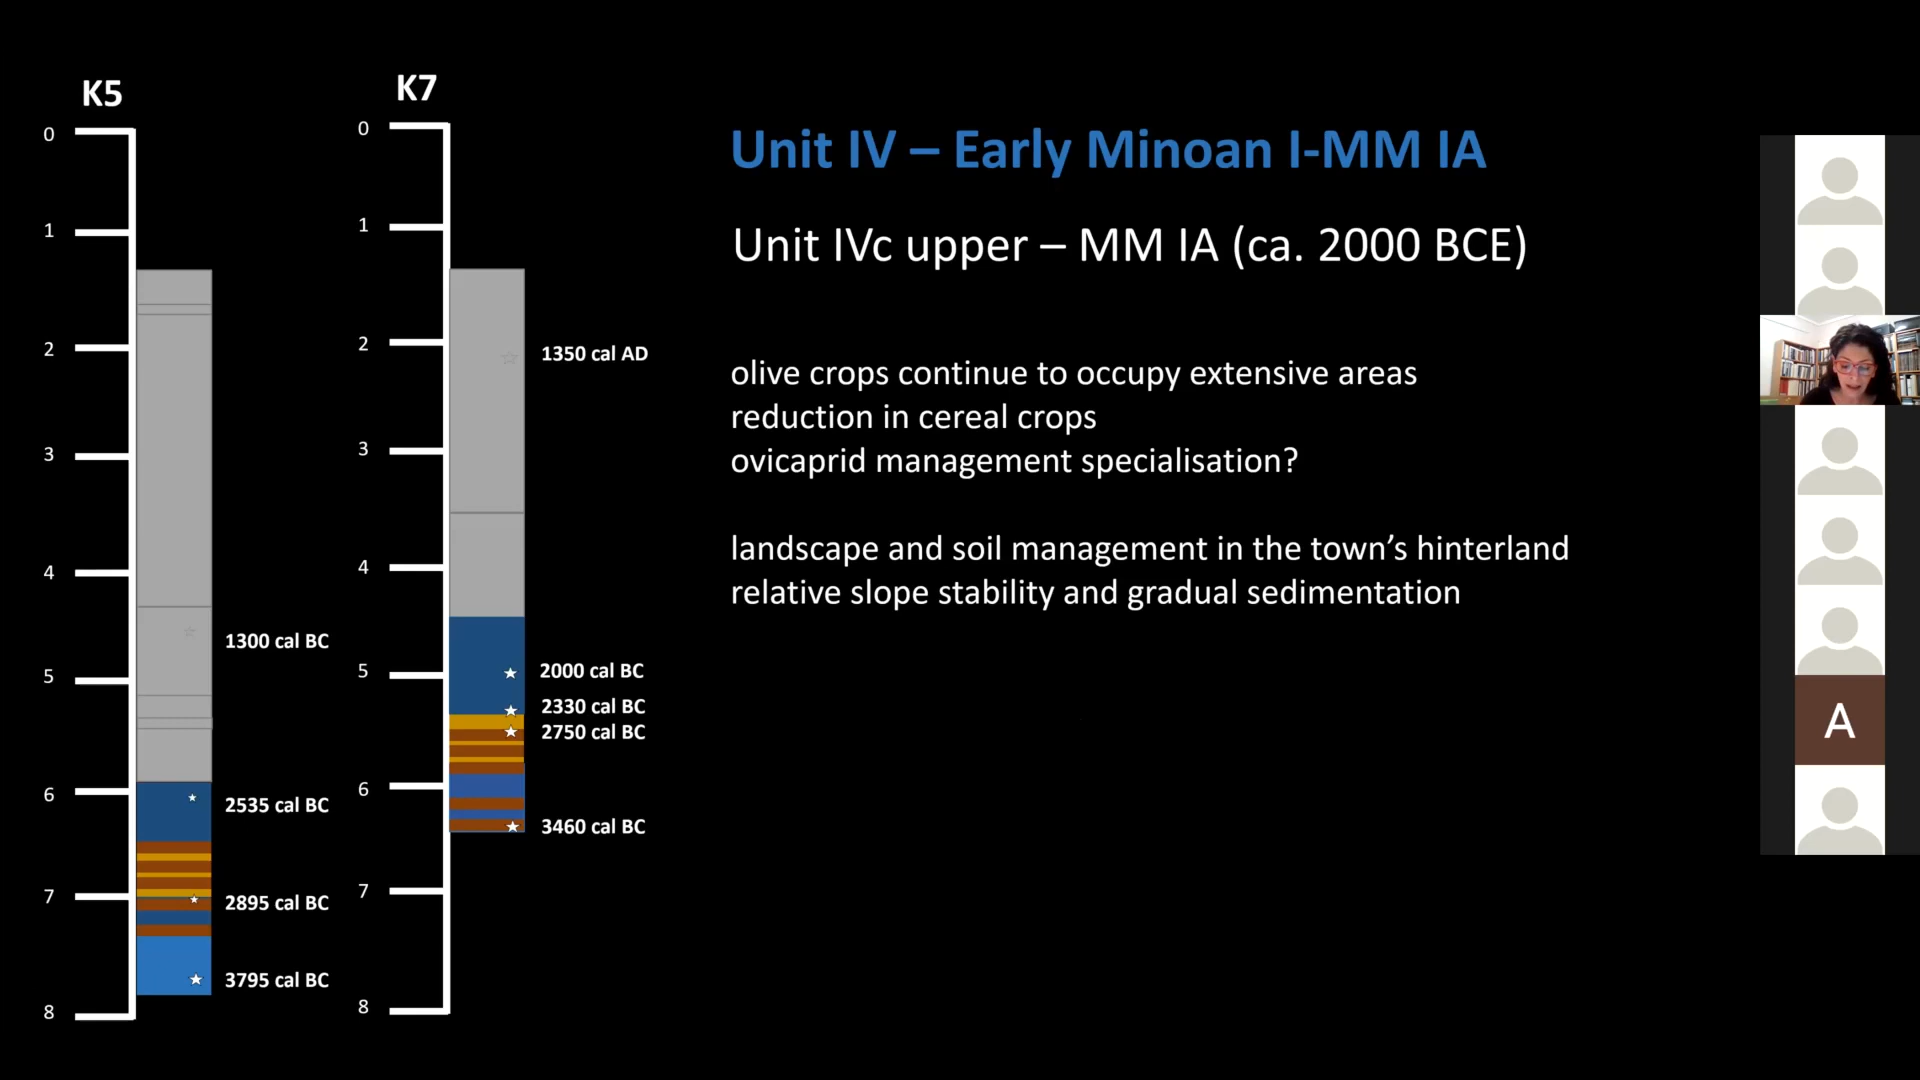 K5
0
1
2
3
4
5
6
7
8
1300 cal BC
2535 cal BC
2895 cal BC
3795 cal BC
K7
0
1
2
3
4
5
6
7
8
1350 cal AD
2000 cal BC
2330 cal BC
2750 cal BC
3460 cal BC
Unit IV – Early Minoan I-MM IA
Unit IVc upper – MM IA (ca. 2000 BCE)
olive crops continue to occupy extensive areas
reduction in cereal crops
ovicaprid management specialisation?
landscape and soil management in the town’s hinterland
relative slope stability and gradual sedimentation
A